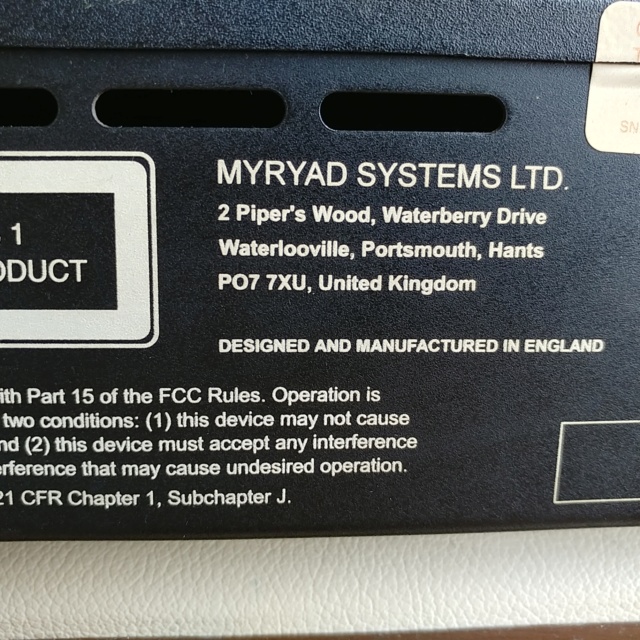 SN
1
ODUCT
MYRYAD SYSTEMS LTD.
2 Piper's Wood, Waterberry Drive
Waterlooville, Portsmouth, Hants
PO7 7XU, United Kingdom
DESIGNED AND MANUFACTURED IN ENGLAND
ith Part 15 of the FCC Rules. Operation is
two conditions: (1) this device may not cause
nd (2) this device must accept any interference
erference that may cause undesired operation.
21 CFR Chapter 1, Subchapter J.